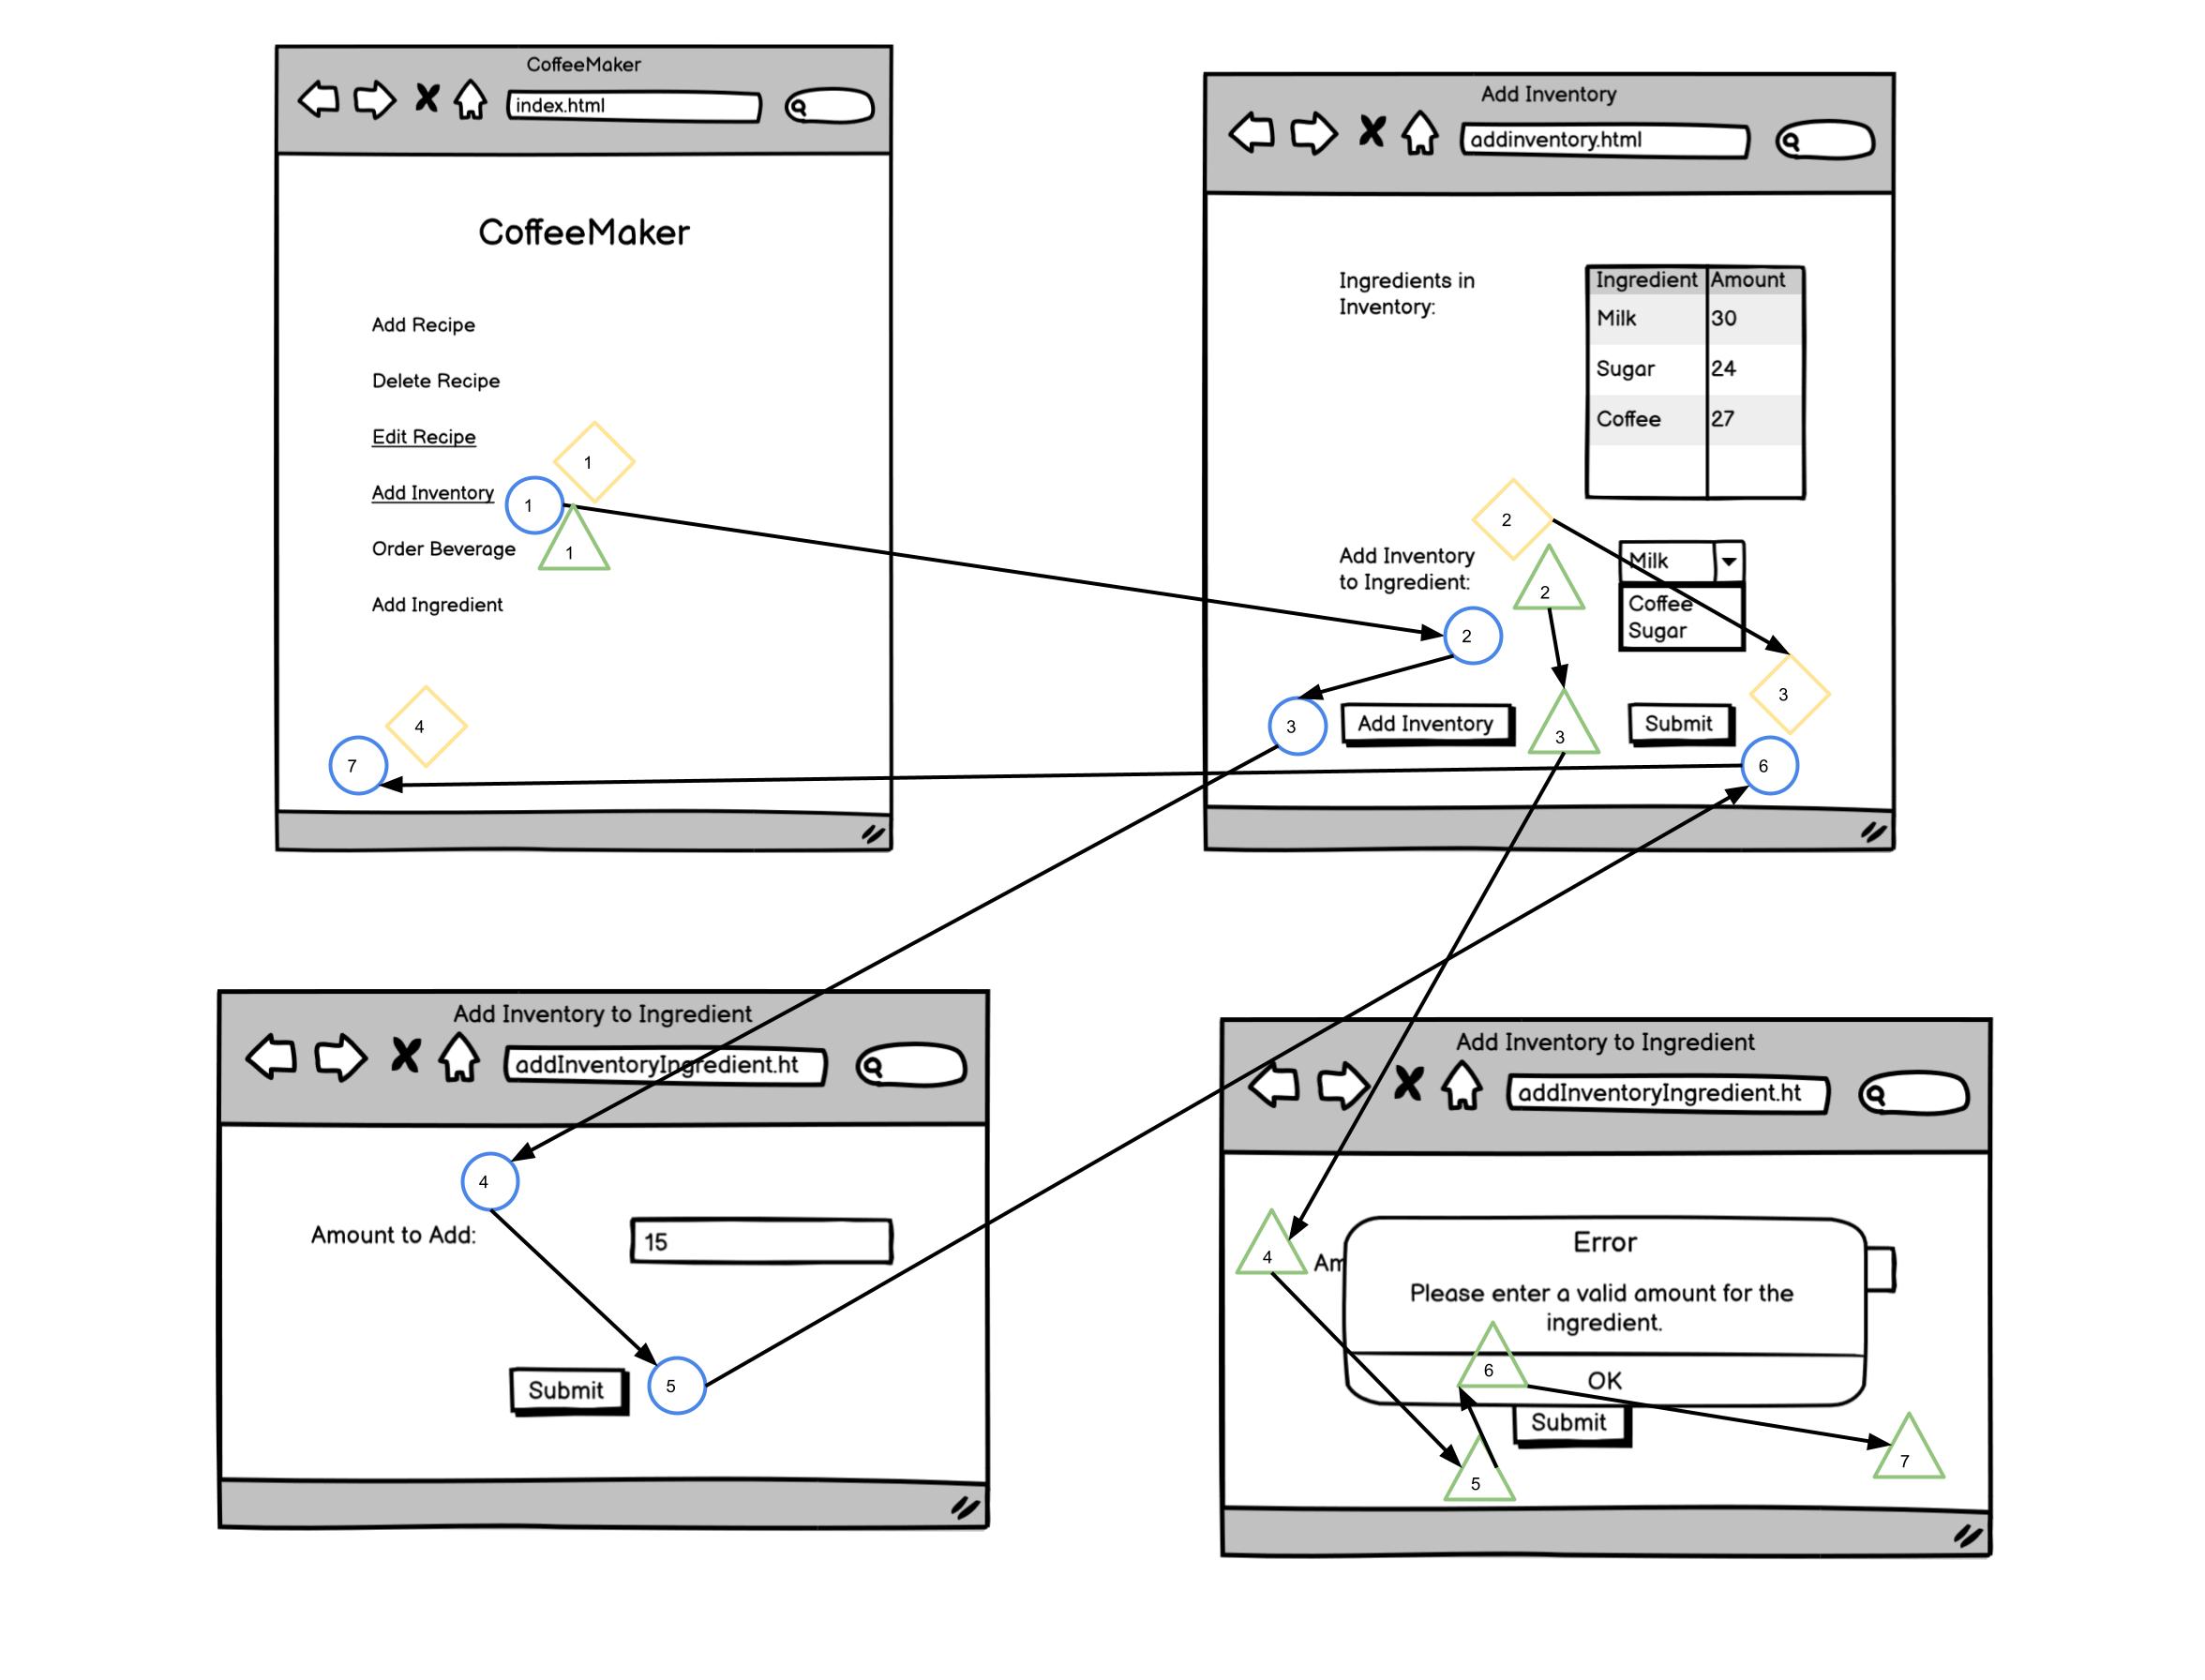 CoffeeMaker
index.html
CoffeeMaker
Add Recipe
Delete Recipe
Edit Recipe
1
Add Inventory
1
Order Beverage
1
Add Ingredient
4
7
Add Inventory
addinventory.html
Ingredients in
Inventory:
Ingredient Amount
Milk 30
Sugar 24
Coffee 27
2
Add Inventory
to Ingredient:
2
Milk
Coffee
Sugar
2
3
3
Add Inventory
3
Submit
6
Add Inventory to Ingredient
addInventoryIngredient.ht
4
Amount to Add:
15
Submit
5
Add Inventory to Ingredient
addInventoryIngredient.ht
4
Am
Error
Please enter a valid amount for the
ingredient.
6
OK
Submit
5
7